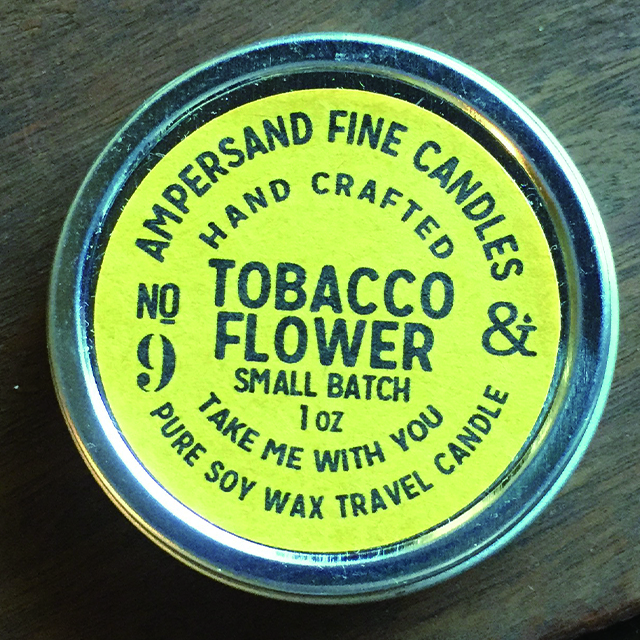 AMPERSAND FINE CANDLES
HAND CRAFTED
TOBACCO
FLOWER
NO
9
&
SMALL BATCH
1 OZ
TAKE ME WITH YOU
PURE SOY WAX TRAVEL CANDLE